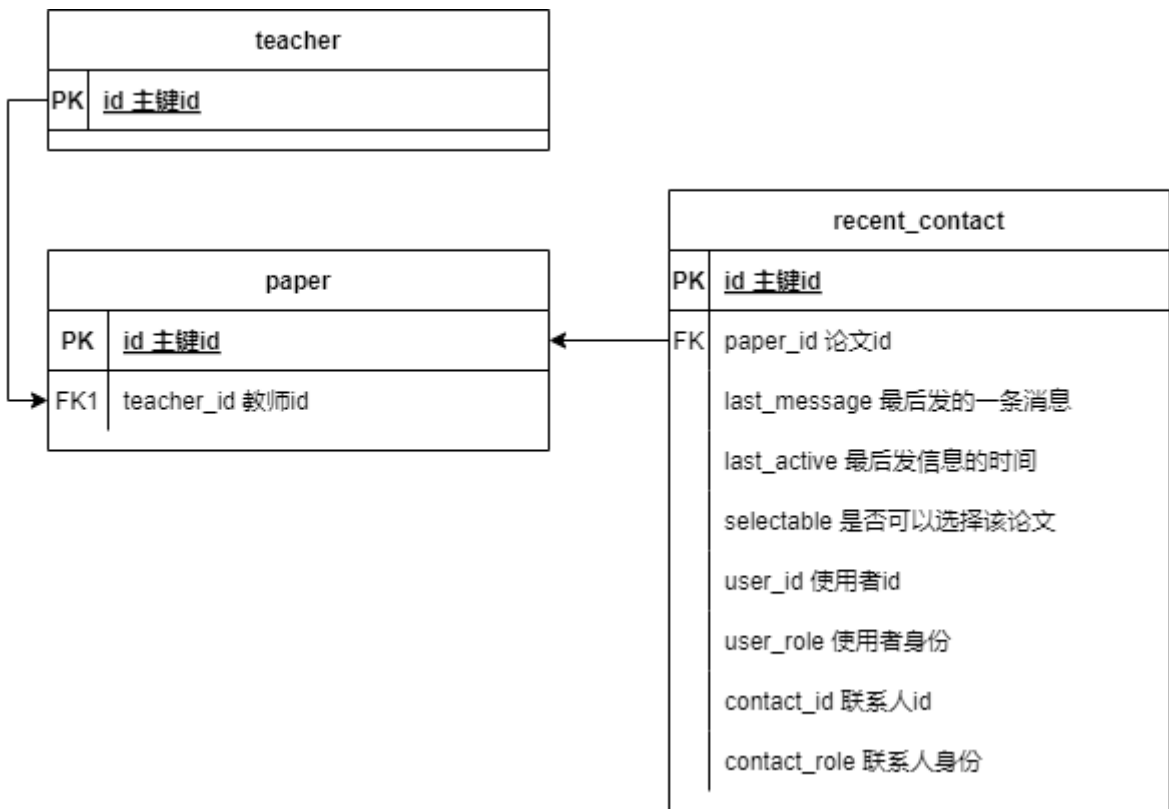 teacher
PK id 主键id
paper
PK id 主键id
FK1 teacher_id 教师id
recent_contact
PK id 主键id
FK paper_id 论文id
last_message 最后发的一条消息
last_active 最后发信息的时间
selectable 是否可以选择该论文
user_id 使用者id
user_role 使用者身份
contact_id 联系人id
contact_role 联系人身份